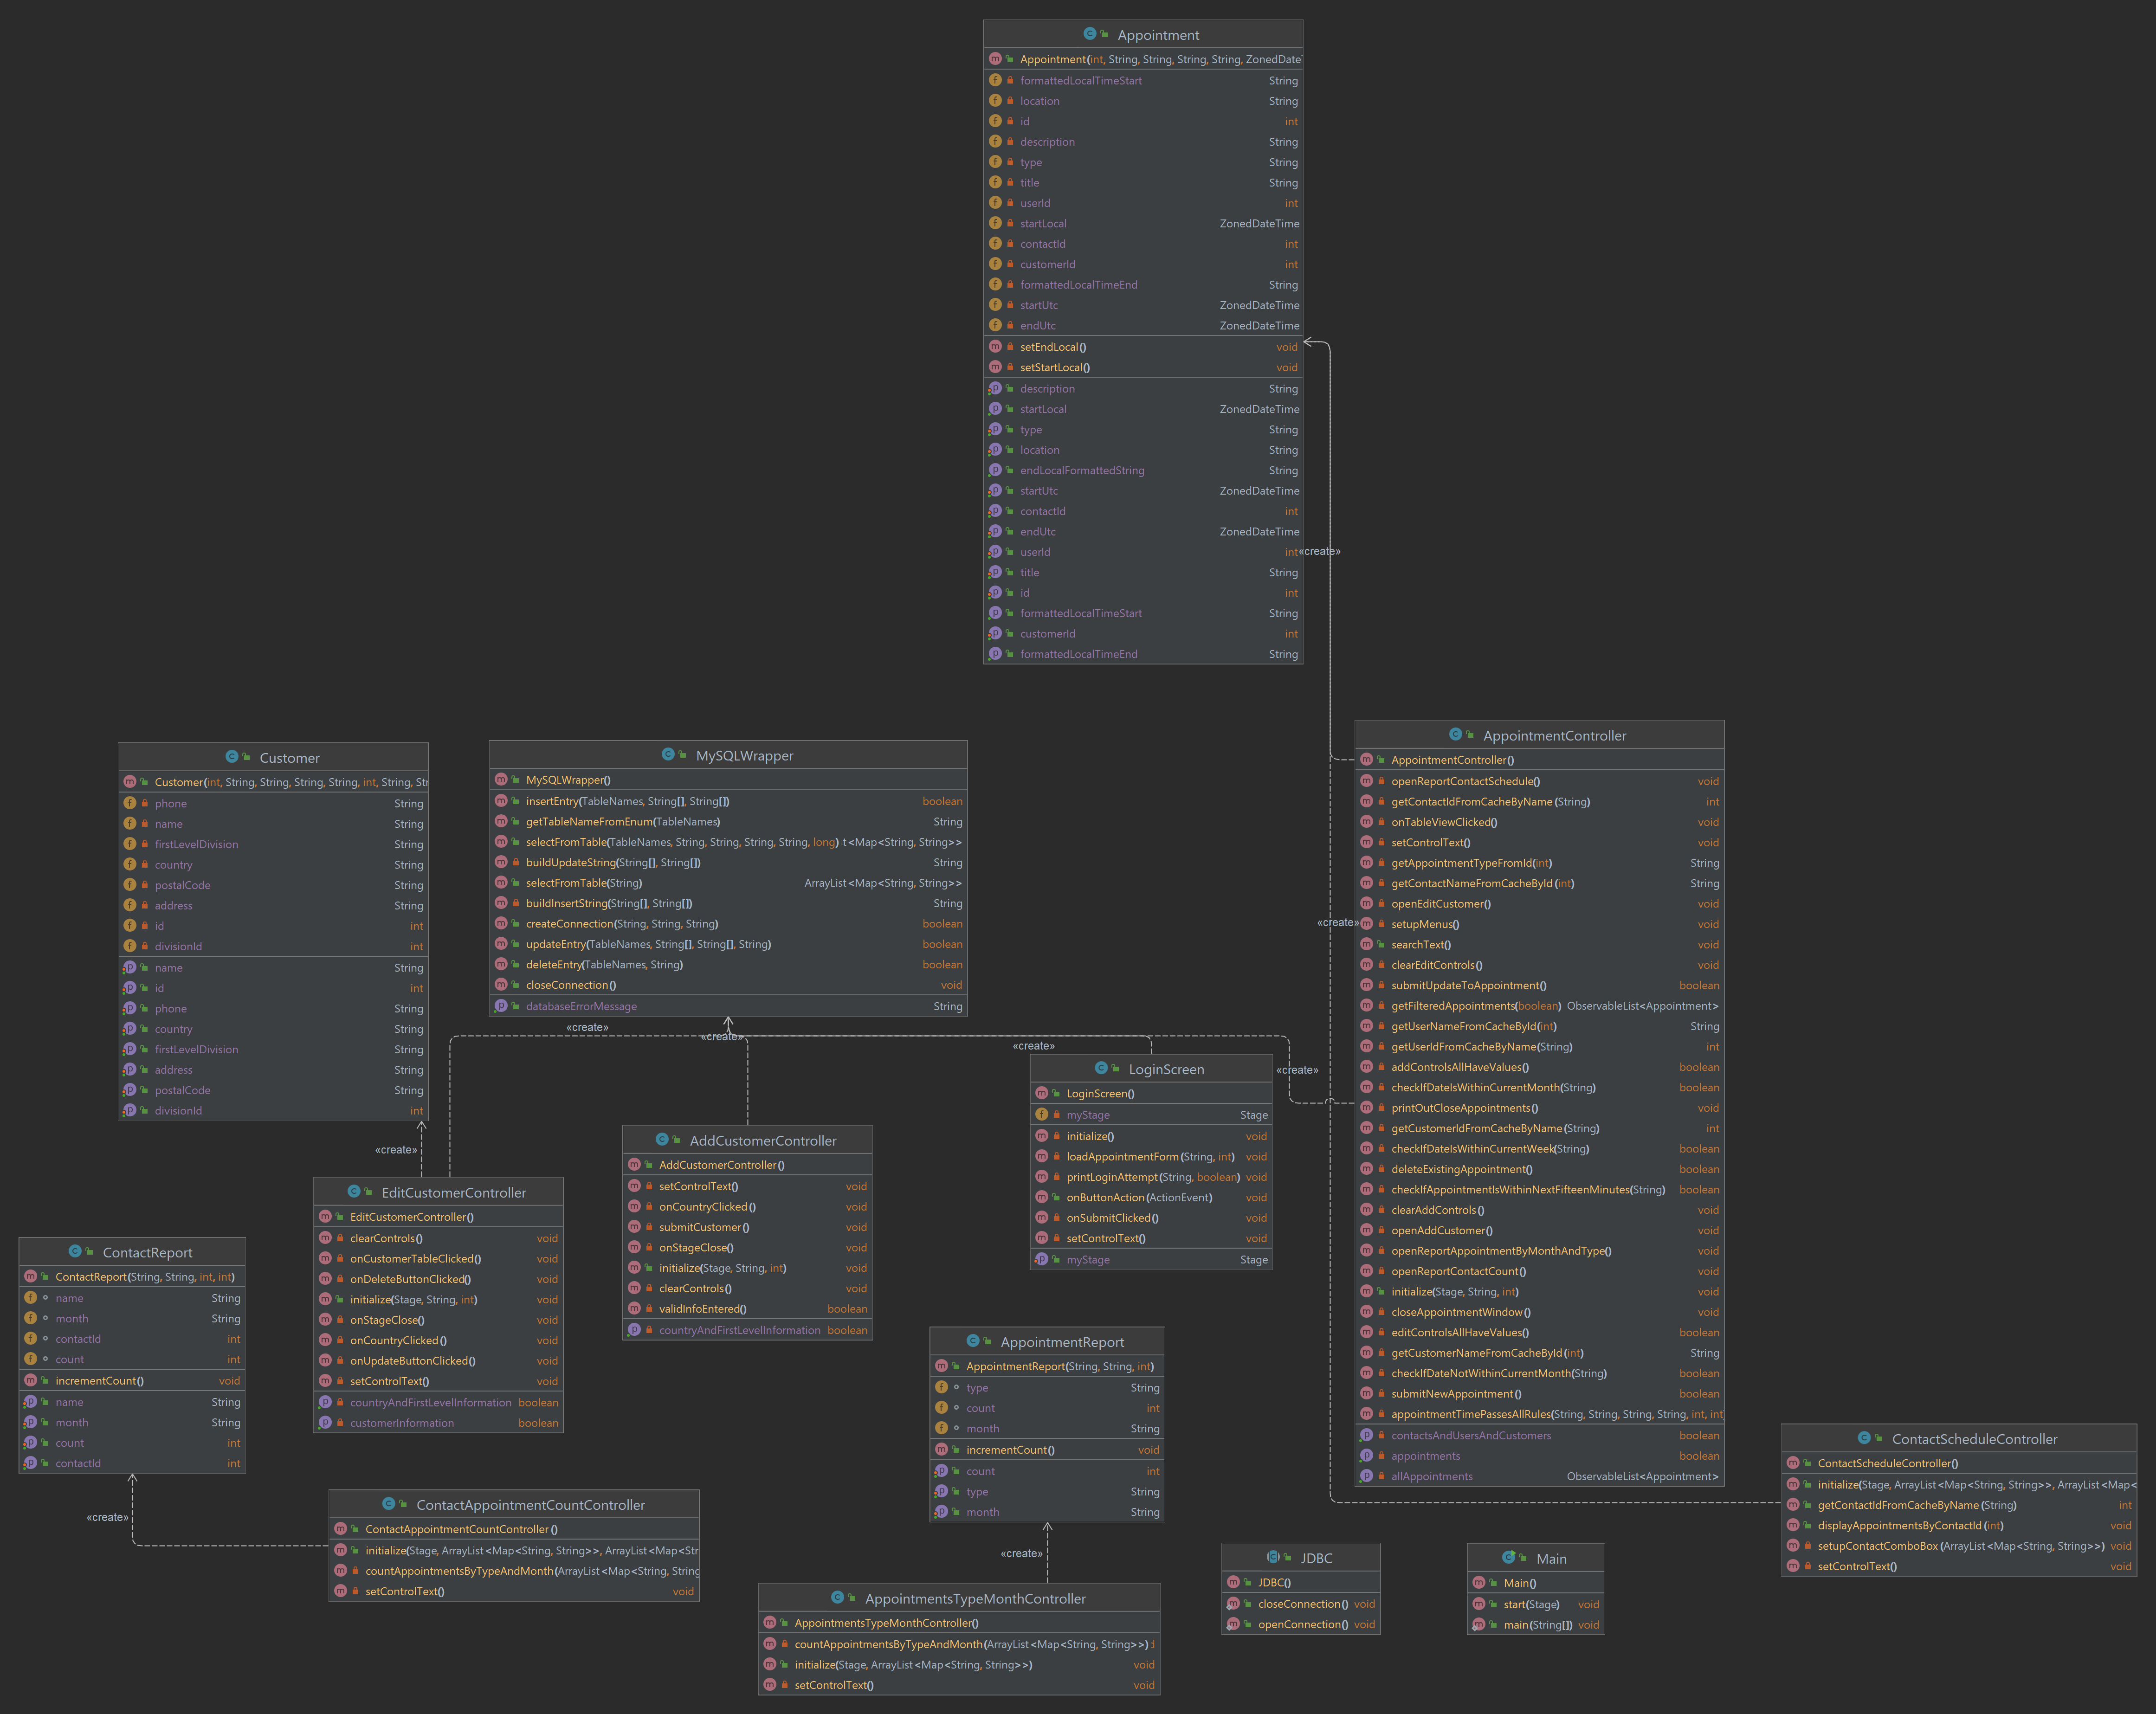 Appointment
Appointment(int, String, String, String, String, ZonedDateT
formattedLocalTimeStart String
location String
id int
description String
type String
title String
userId int
startLocal ZonedDateTime
contactId int
customerId int
formattedLocalTimeEnd String
startUtc ZonedDateTime
endUtc ZonedDateTime
setEndLocal() void
setStartLocal() void
description String
startLocal ZonedDateTime
type String
location String
endLocalFormattedString String
startUtc ZonedDateTime
contactId int
endUtc ZonedDateTime
userId int
title String
id int
formattedLocalTimeStart String
customerId int
formattedLocalTimeEnd String
«create»
Customer
Customer(int, String, String, String, String, int, String, Str
phone String
name String
firstLevelDivision String
country String
postalCode String
address String
id int
divisionId int
name String
id int
phone String
country String
firstLevelDivision String
address String
postalCode String
divisionId int
MySQLWrapper
MySQLWrapper()
insertEntry(TableNames, String[], String[]) boolean
getTableNameFromEnum(TableNames) String
selectFromTable(TableNames, String, String, String, String, long) :t<Map<String, String>>
buildUpdateString(String[], String[]) String
selectFromTable(String) ArrayList<Map<String, String>>
buildInsertString(String[], String[]) String
createConnection(String, String, String) boolean
updateEntry(TableNames, String[], String[], String) boolean
deleteEntry(TableNames, String) boolean
closeConnection() void
databaseErrorMessage String
AppointmentController
AppointmentController()
openReportContactSchedule() void
getContactIdFromCacheByName(String) int
onTableViewClicked() void
setControlText() void
getAppointmentTypeFromId(int) String
getContactNameFromCacheById(int) String
openEditCustomer() void
setupMenus() void
searchText() void
clearEditControls() void
submitUpdateToAppointment() boolean
getFilteredAppointments(boolean) ObservableList<Appointment>
getUserNameFromCacheById(int) String
getUserIdFromCacheByName(String) int
addControlsAllHaveValues() boolean
checkIfDateIsWithinCurrentMonth(String) boolean
printOutCloseAppointments() void
getCustomerIdFromCacheByName(String) int
checkIfDateIsWithinCurrentWeek(String) boolean
deleteExistingAppointment() boolean
checkIfAppointmentIsWithinNextFifteenMinutes(String) boolean
clearAddControls() void
openAddCustomer() void
openReportAppointmentByMonthAndType() void
openReportContactCount() void
initialize(Stage, String, int) void
closeAppointmentWindow() void
editControlsAllHaveValues() boolean
getCustomerNameFromCacheById(int) String
checkIfDateNotWithinCurrentMonth(String) boolean
submitNewAppointment() boolean
appointmentTimePassesAllRules(String, String, String, String, int, int
contactsAndUsersAndCustomers boolean
appointments boolean
allAppointments ObservableList<Appointment>
«create»
«create»
«create»
«create»
«create»
LoginScreen
LoginScreen()
myStage Stage
initialize() void
loadAppointmentForm(String, int) void
printLoginAttempt(String, boolean) void
onButtonAction(ActionEvent) void
onSubmitClicked() void
setControlText() void
myStage Stage
AddCustomerController
AddCustomerController()
setControlText() void
onCountryClicked() void
submitCustomer() void
onStageClose() void
initialize(Stage, String, int) void
clearControls() void
validInfoEntered() boolean
countryAndFirstLevelInformation boolean
«create»
EditCustomerController
EditCustomerController()
clearControls() void
onCustomerTableClicked() void
onDeleteButtonClicked() void
initialize(Stage, String, int) void
onStageClose() void
onCountryClicked() void
onUpdateButtonClicked() void
setControlText() void
countryAndFirstLevelInformation boolean
customerInformation boolean
ContactReport
ContactReport(String, String, int, int)
name String
month String
contactId int
count int
incrementCount() void
name String
month String
count int
contactId int
AppointmentReport
AppointmentReport(String, String, int)
type String
count int
month String
incrementCount() void
count int
type String
month String
ContactScheduleController
ContactScheduleController()
initialize(Stage, ArrayList<Map<String, String>>, ArrayList<Map<
getContactIdFromCacheByName(String) int
displayAppointmentsByContactId(int) void
setupContactComboBox(ArrayList<Map<String, String>>) void
setControlText() void
«create»
ContactAppointmentCountController
ContactAppointmentCountController()
initialize(Stage, ArrayList<Map<String, String>>, ArrayList<Map<Str
countAppointmentsByTypeAndMonth(ArrayList<Map<String, String
setControlText() void
«create»
AppointmentsTypeMonthController
AppointmentsTypeMonthController()
countAppointmentsByTypeAndMonth(ArrayList<Map<String, String>>)
initialize(Stage, ArrayList<Map<String, String>>) void
setControlText() void
JDBC
JDBC()
closeConnection() void
openConnection() void
Main
Main()
start(Stage) void
main(String[]) void